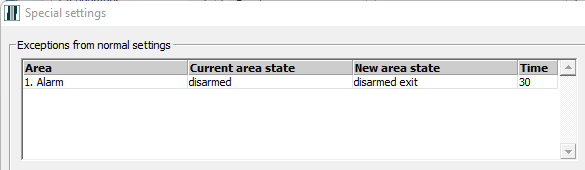 Special settings
Exceptions from normal settings
Area Current area state New area state Time
1. Alarm disarmed disarmed exit 30